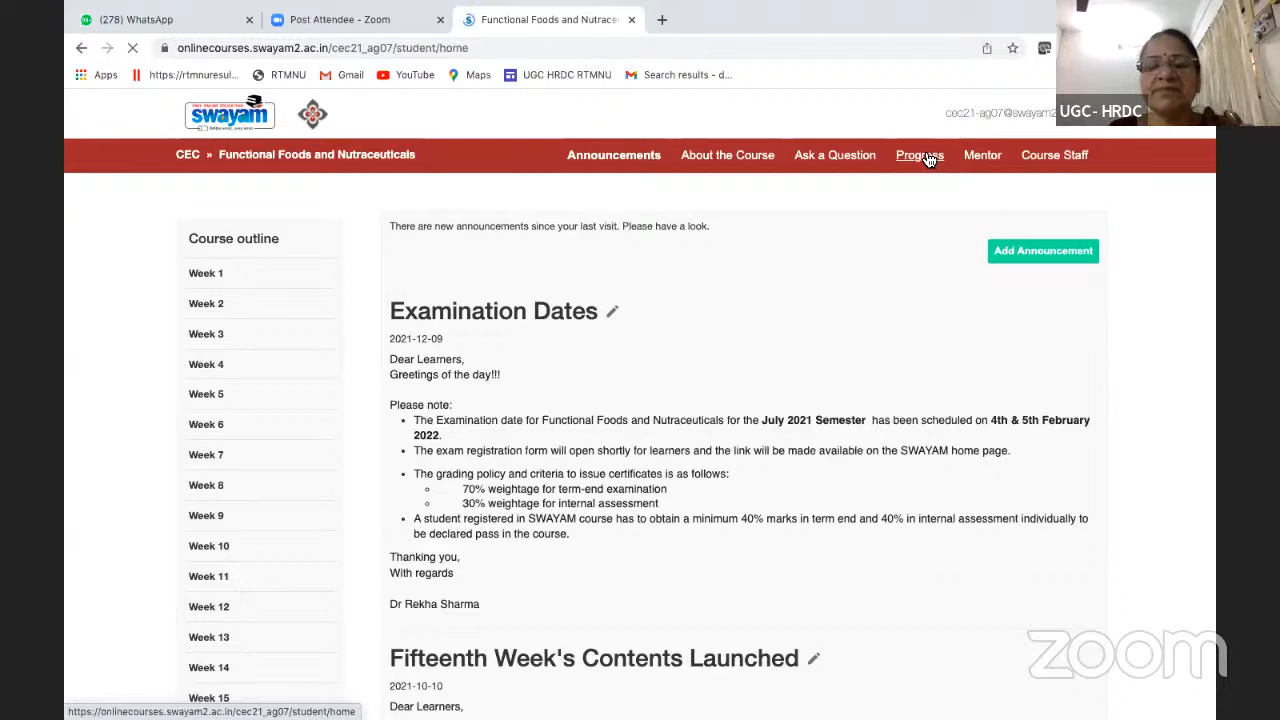 (278) WhatsApp
Post Attendee - Zoom
Functional Foods and Nutrace
onlinecourses.swayam2.ac.in/cec21_ag07/student/home
Apps
https://rtmnuresul...
RTMNU
Gmail
YouTube
Maps
UGC HRDC RTMNU
Search results - d...
UGC- HRDC
swayam
cec21-ag07@swayam2
CEC » Functional Foods and Nutraceuticals
Announcements
About the Course
Ask a Question
Progress
Mentor
Course Staff
Course outline
Week 1
Week 2
Week 3
Week 4
Week 5
Week 6
Week 7
Week 8
Week 9
Week 10
Week 11
Week 12
Week 13
Week 14
Week 15
There are new announcements since your last visit. Please have a look.
Add Announcement
Examination Dates
2021-12-09
Dear Learners,
Greetings of the day!!!
Please note:
The Examination date for Functional Foods and Nutraceuticals for the July 2021 Semester has been scheduled on 4th & 5th February
2022.
The exam registration form will open shortly for learners and the link will be made available on the SWAYAM home page.
The grading policy and criteria to issue certificates is as follows:
70% weightage for term-end examination
30% weightage for internal assessment
A student registered in SWAYAM course has to obtain a minimum 40% marks in term end and 40% in internal assessment individually to
be declared pass in the course.
Thanking you,
With regards
Dr Rekha Sharma
Fifteenth Week's Contents Launched
2021-10-10
Dear Learners,
https://onlinecourses.swayam2.ac.in/cec21_ag07/student/home
zoom